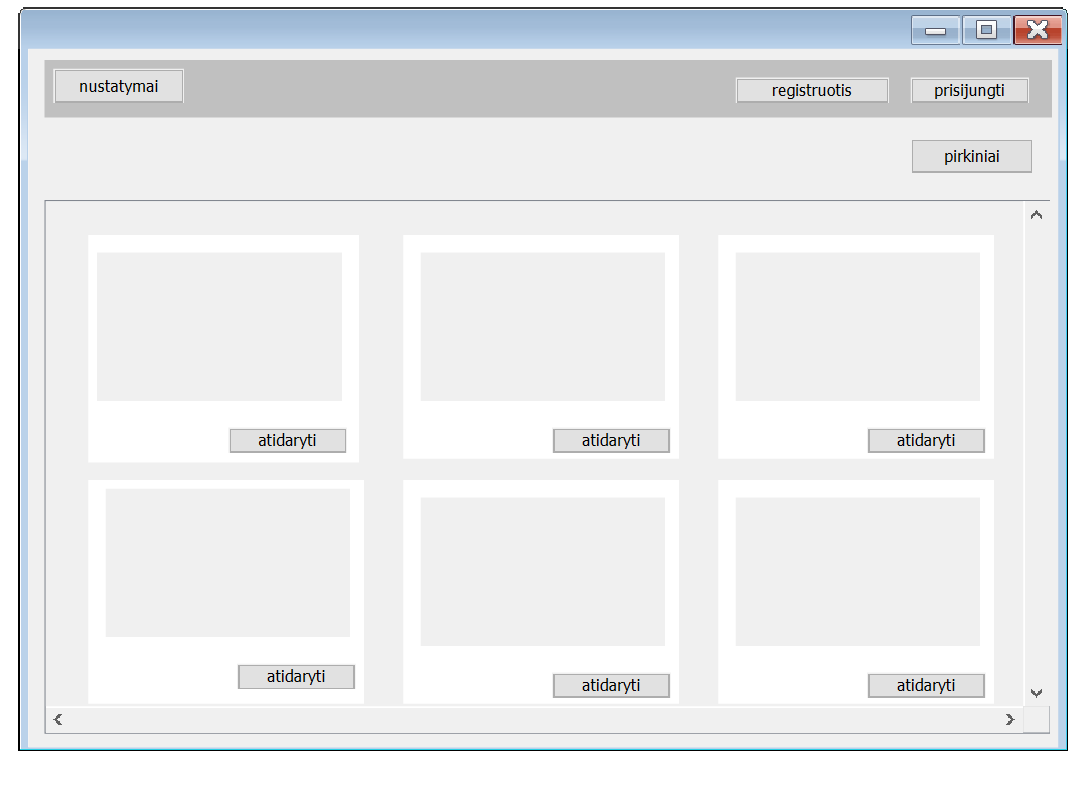 nustatymai
registruotis
prisijungti
pirkiniai
atidaryti
atidaryti
atidaryti
atidaryti
atidaryti
atidaryti